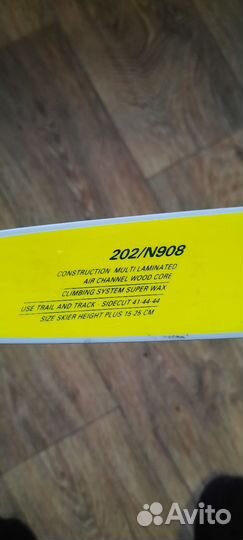 202/N908
CONSTRUCTION MULTI LAMINATED
AIR CHANNEL WOOD CORE
CLIMBING SYSTEM SUPER WAX
USE TRAIL AND TRACK - SIDECUT 41-44-44
SIZE SKIER HEIGHT PLUS 15-25 CM
Avito